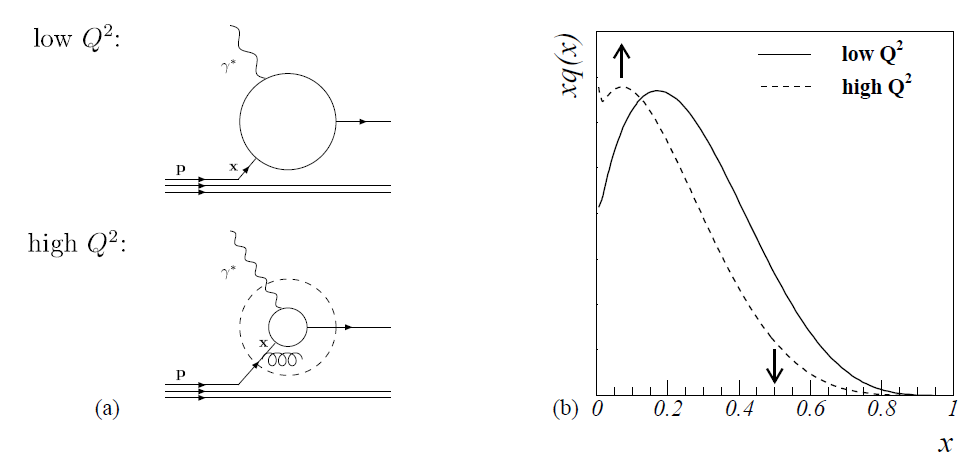 low Q²:
γ*
p
x
high Q²:
γ*
x
p
(a)
xq(x)
low Q²
high Q²
(b)
0
0.2
0.4
0.6
0.8
1
x